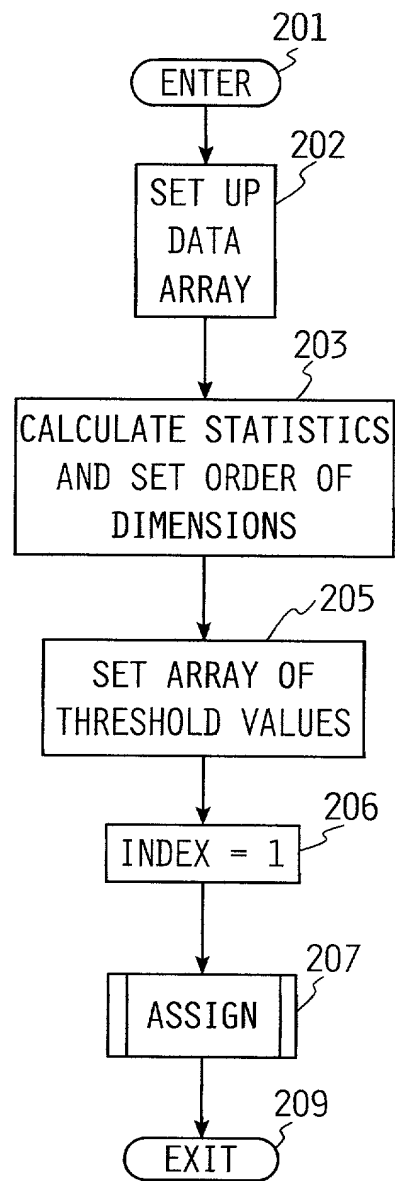 201
ENTER
202
SET UP
DATA
ARRAY
203
CALCULATE STATISTICS
AND SET ORDER OF
DIMENSIONS
205
SET ARRAY OF
THRESHOLD VALUES
206
INDEX = 1
207
ASSIGN
209
EXIT